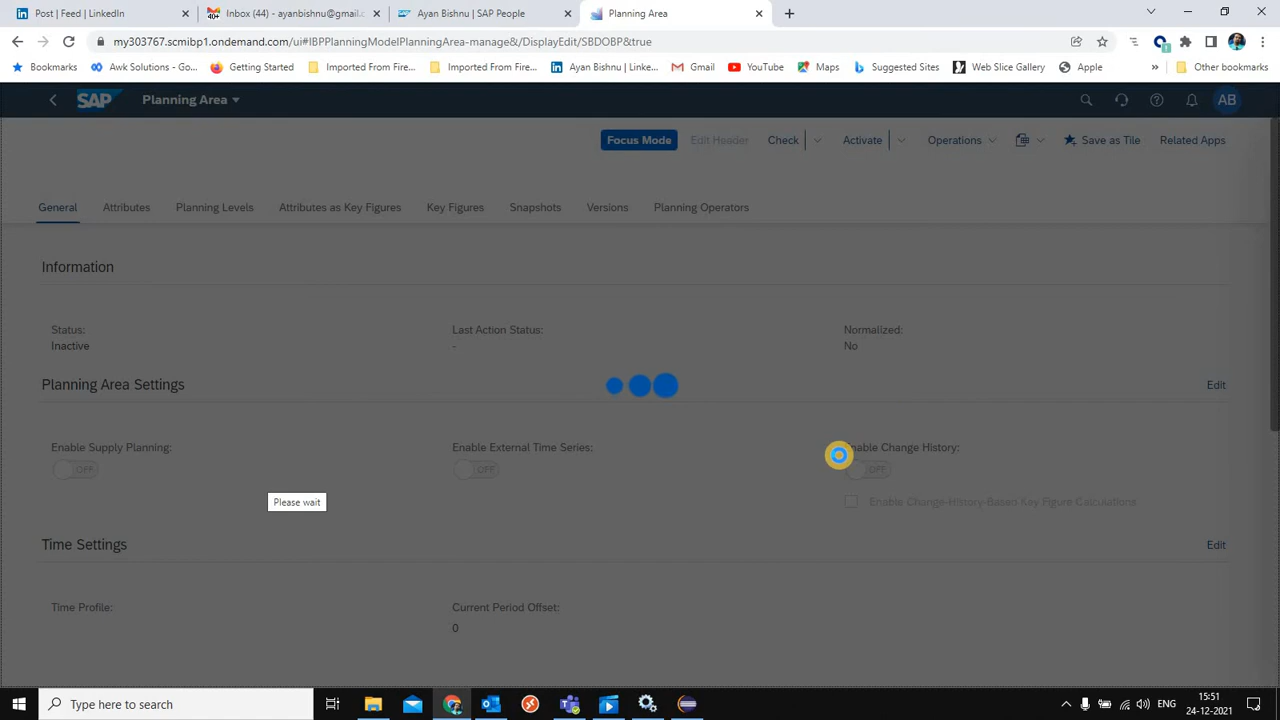 Post | Feed | LinkedIn
Inbox (44) - ayanbishnu@gmail.c
Ayan Bishnu | SAP People
Planning Area
my303767.scmibp1.ondemand.com/ui#IBPPlanningModelPlanningArea-manage&/DisplayEdit/SBDOBP&true
Bookmarks
Awk Solutions - Go...
Getting Started
Imported From Fire...
Imported From Fire...
Ayan Bishnu | Linke...
Gmail
YouTube
Maps
Suggested Sites
Web Slice Gallery
Apple
»
Other bookmarks
SAP
Planning Area
AB
Focus Mode
Edit Header
Check
Activate
Operations
Save as Tile
Related Apps
General
Attributes
Planning Levels
Attributes as Key Figures
Key Figures
Snapshots
Versions
Planning Operators
Information
Status:
Inactive
Last Action Status:
-
Normalized:
No
Planning Area Settings
Edit
Enable Supply Planning:
OFF
Enable External Time Series:
OFF
nable Change History:
OFF
Enable Change-History-Based Key Figure Calculations
Please wait
Time Settings
Edit
Time Profile:
Current Period Offset:
0
Type here to search
ENG
15:51
24-12-2021